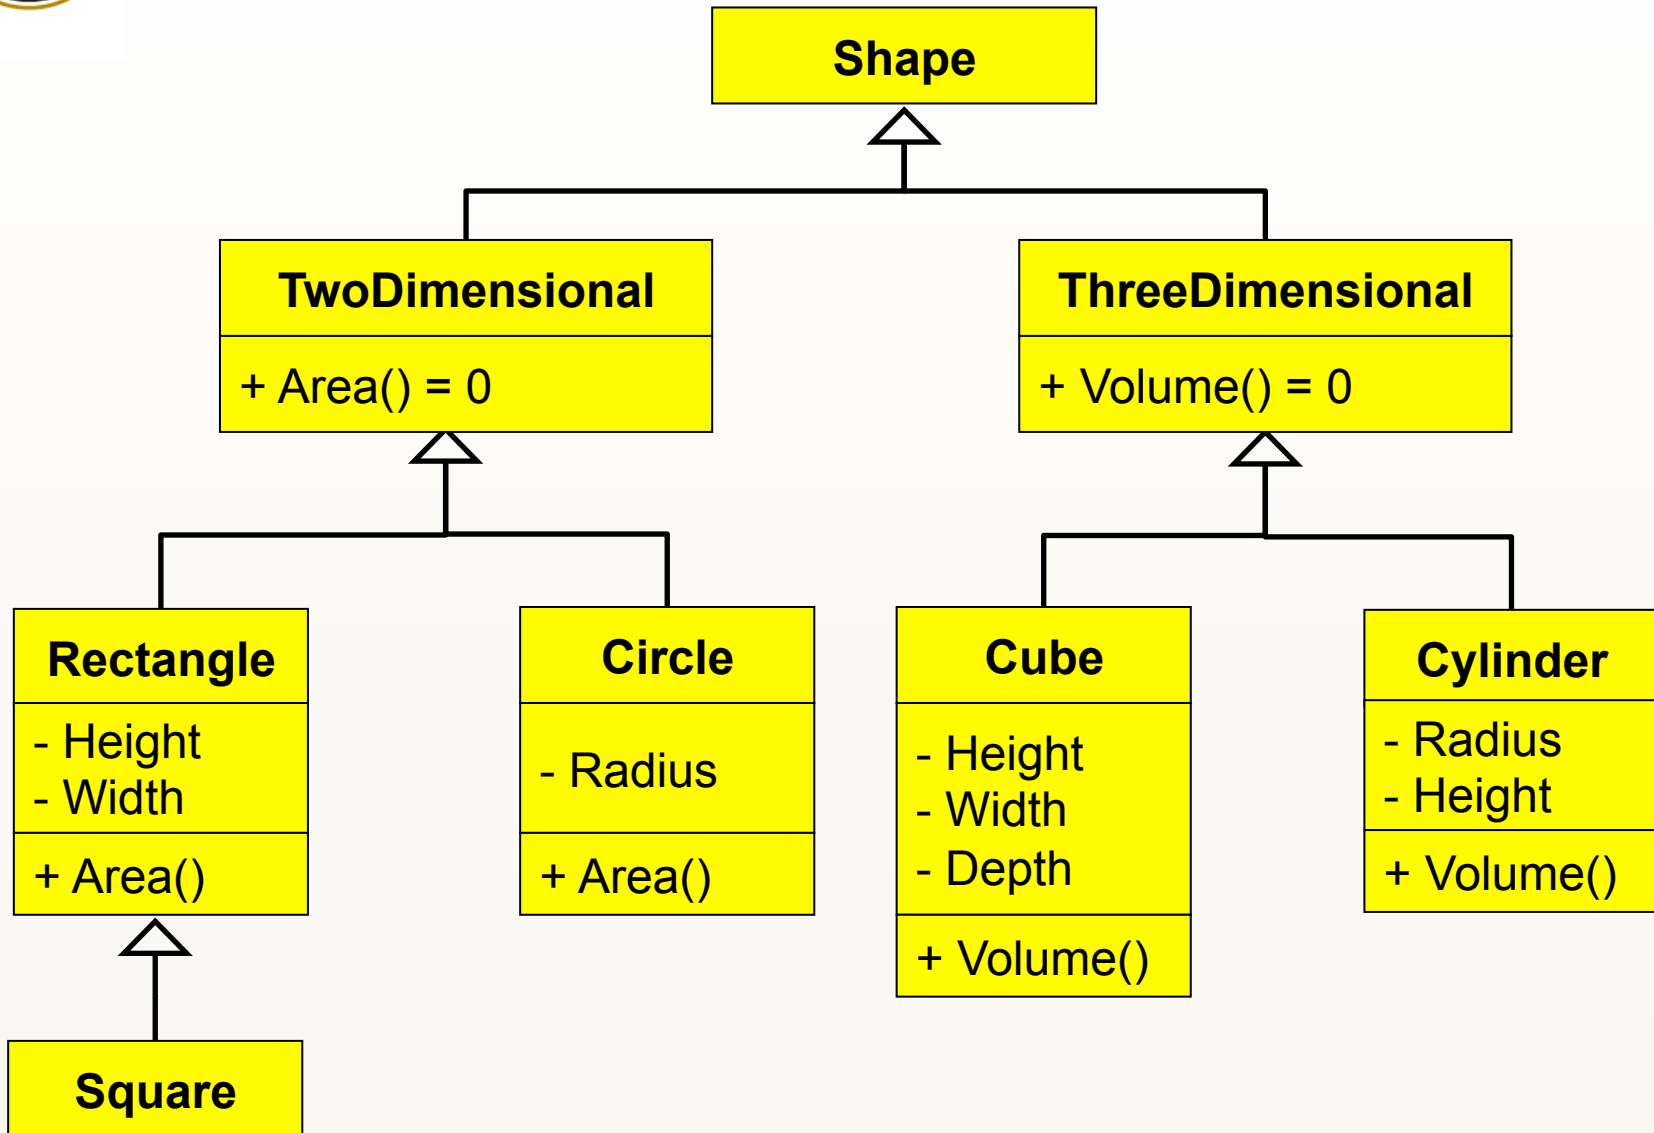 Shape
TwoDimensional
+ Area() = 0
ThreeDimensional
+ Volume() = 0
Rectangle
- Height
- Width
+ Area()
Circle
- Radius
+ Area()
Cube
- Height
- Width
- Depth
+ Volume()
Cylinder
- Radius
- Height
+ Volume()
Square